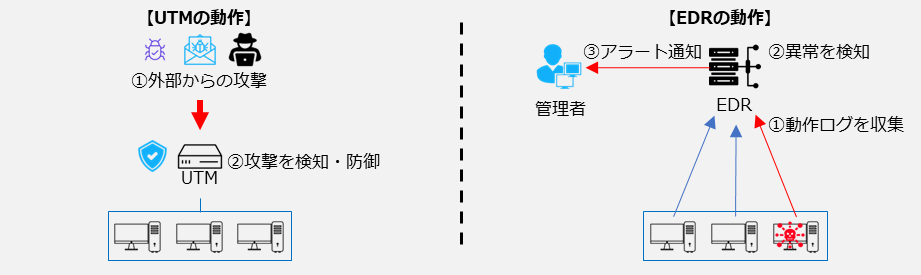 【UTMの動作】
①外部からの攻撃
②攻撃を検知・防御
UTM
【EDRの動作】
③アラート通知
②異常を検知
管理者
EDR
①動作ログを収集